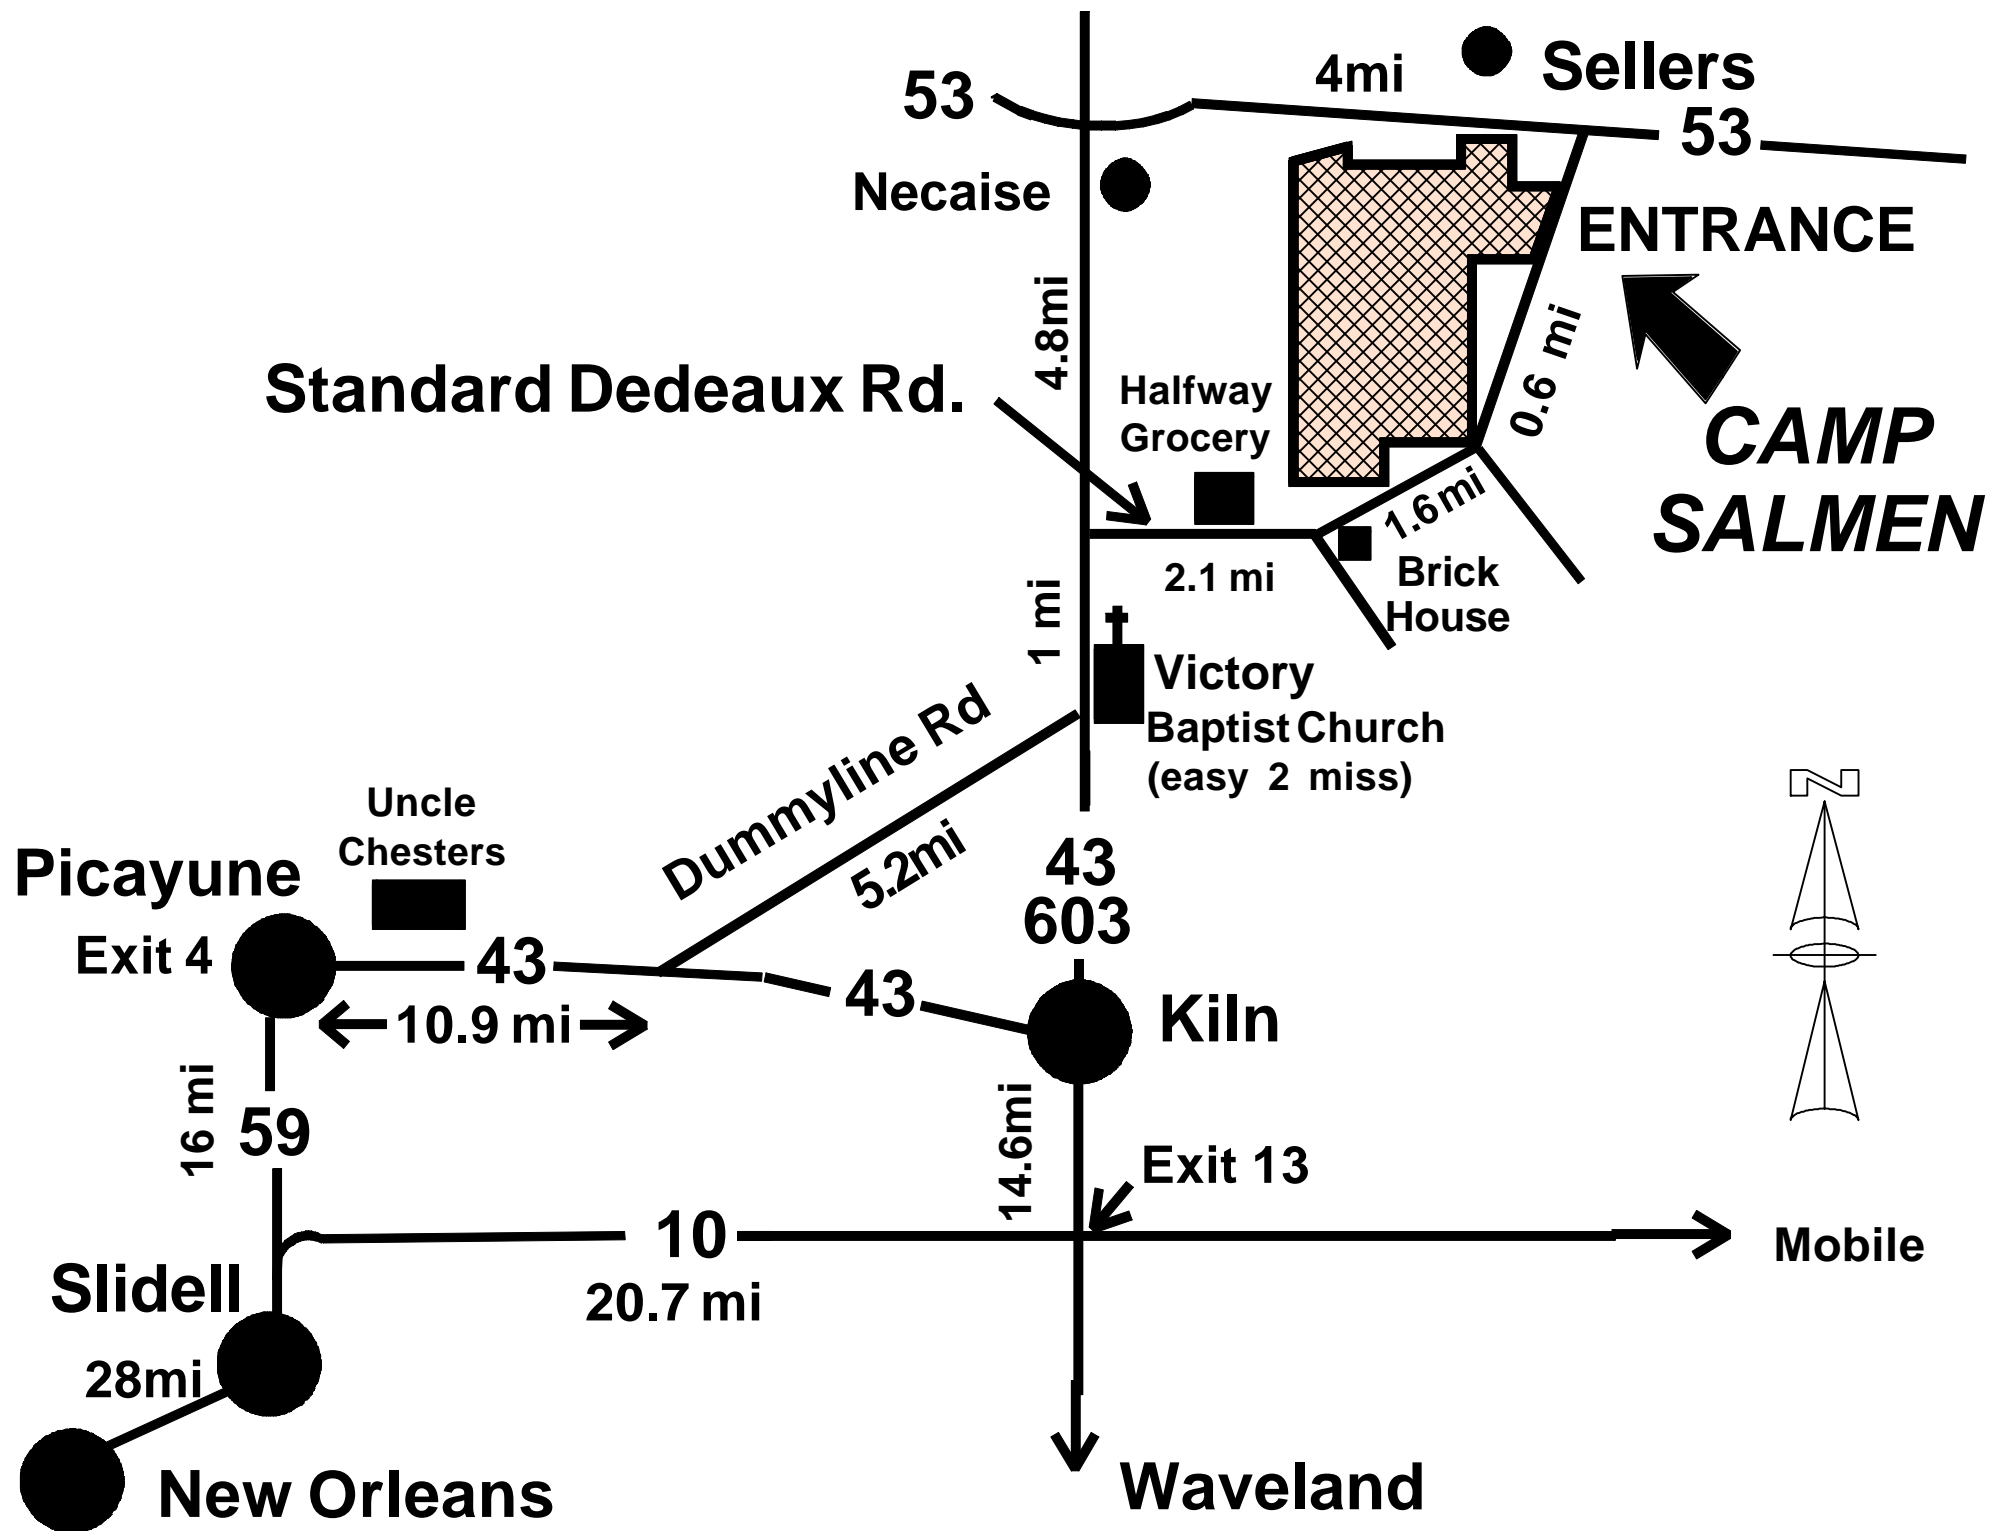 Sellers
4mi
53
53
Necaise
ENTRANCE
4.8mi
0.6 mi
Standard Dedeaux Rd.
Halfway
Grocery
CAMP
SALMEN
1.6mi
2.1 mi
Brick
House
1 mi
Victory
Baptist Church
(easy 2 miss)
Dummyline Rd
5.2mi
N
Uncle
Chesters
Picayune
Exit 4
43
10.9 mi
43
603
43
Kiln
16 mi
59
14.6mi
Exit 13
10
20.7 mi
Mobile
Slidell
28mi
New Orleans
Waveland